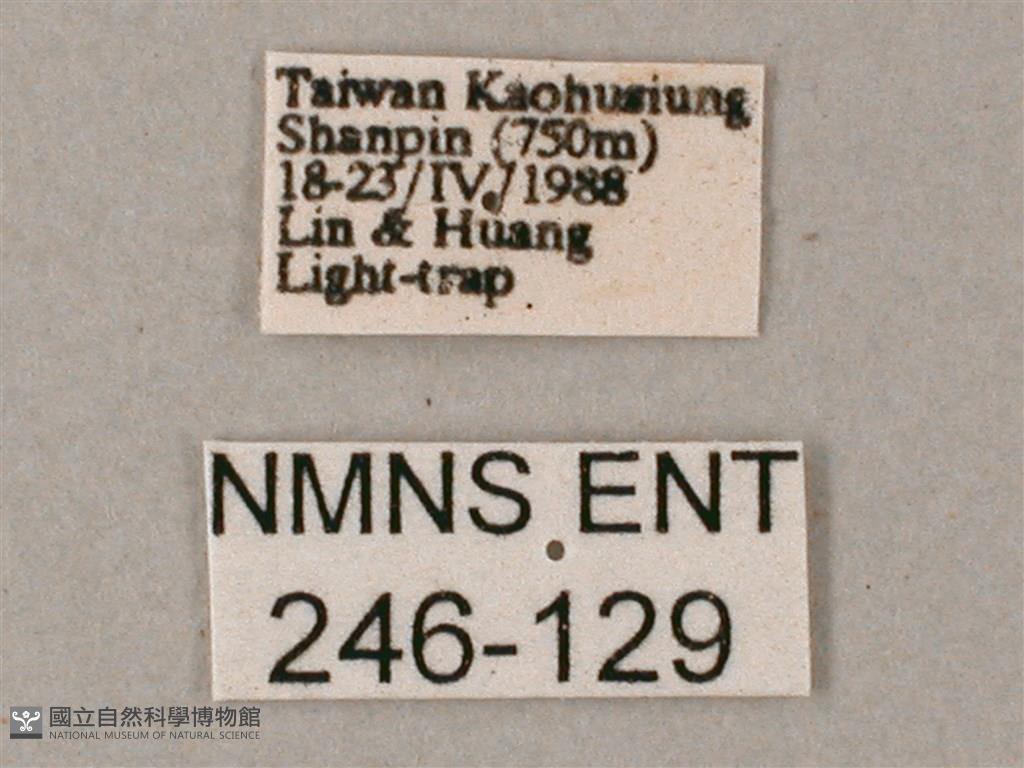 Taiwan Kaohusiung
Shanpin (750m)
18-23/IV./1988
Lin & Huang
Light-trap
NMNS ENT
246-129
國立自然科學博物館
NATIONAL MUSEUM OF NATURAL SCIENCE